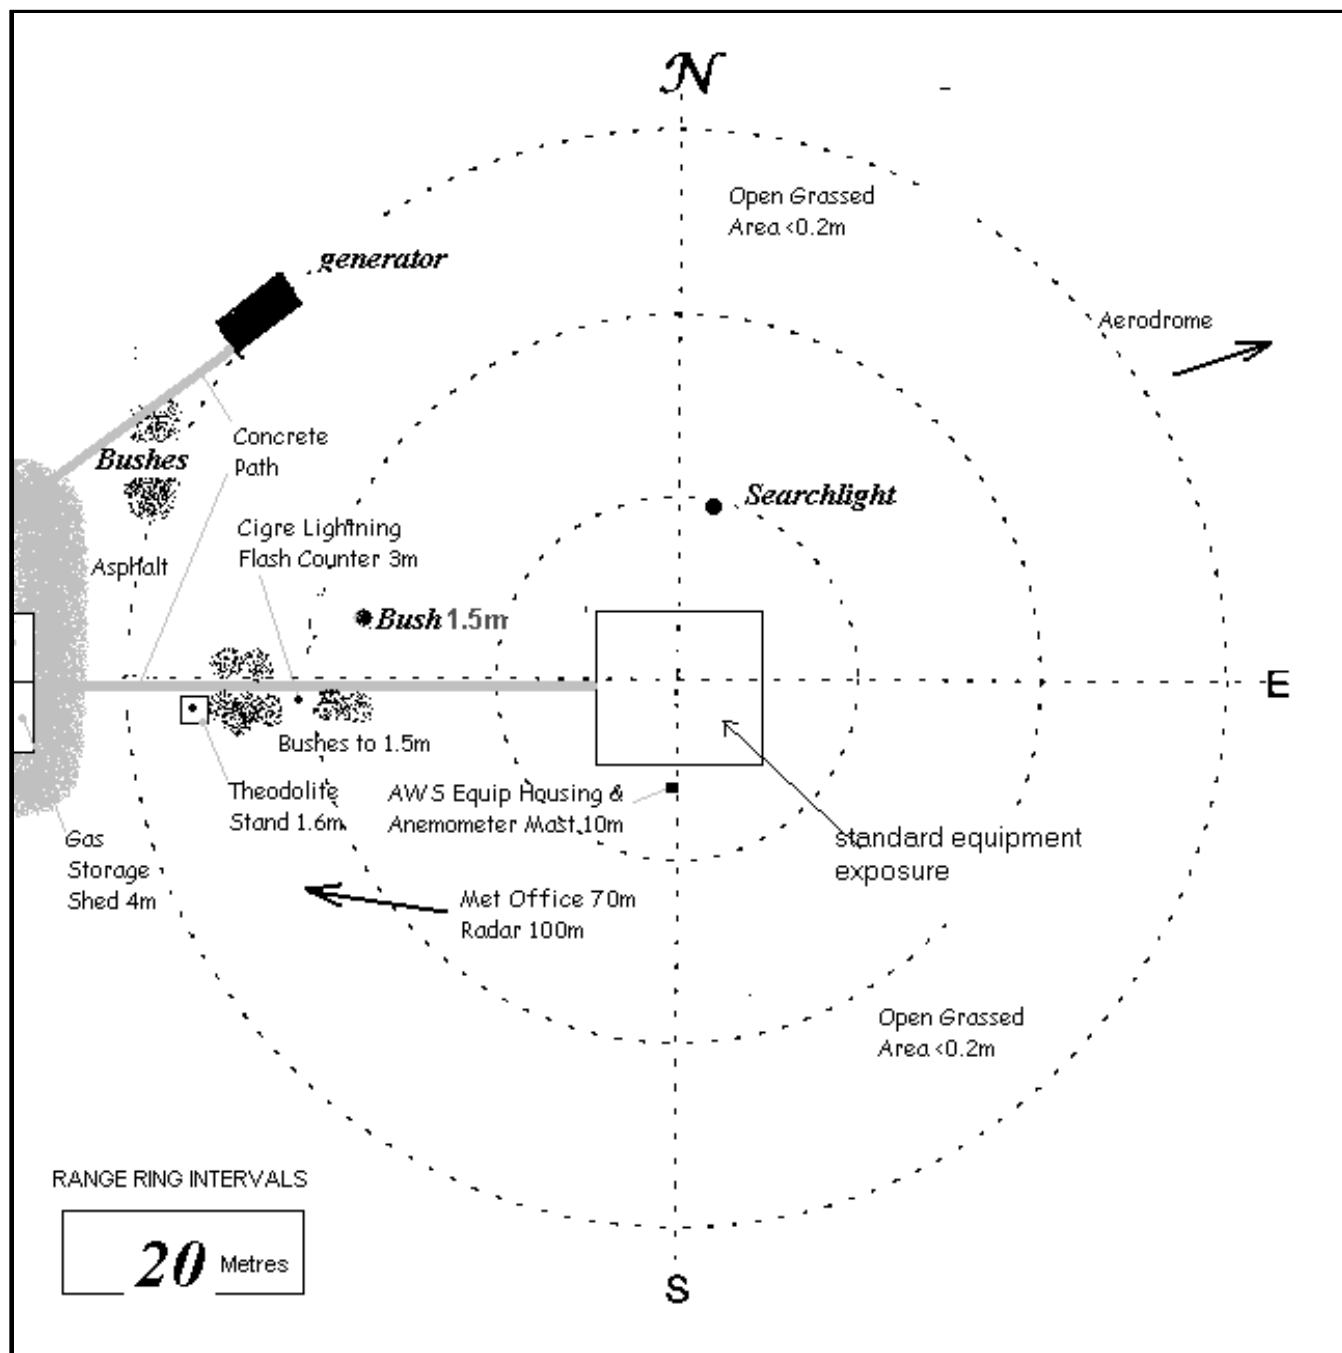 N
Open Grassed
Area <0.2m
generator
Aerodrome
Concrete
Path
Bushes
Searchlight
Cigre Lightning
Flash Counter 3m
Asphalt
Bush 1.5m
E
Bushes to 1.5m
Theodolite
Stand 1.6m
AWS Equip Housing &
Anemometer Mast 10m
Gas
Storage
Shed 4m
standard equipment
exposure
Met Office 70m
Radar 100m
Open Grassed
Area <0.2m
RANGE RING INTERVALS
20 Metres
S